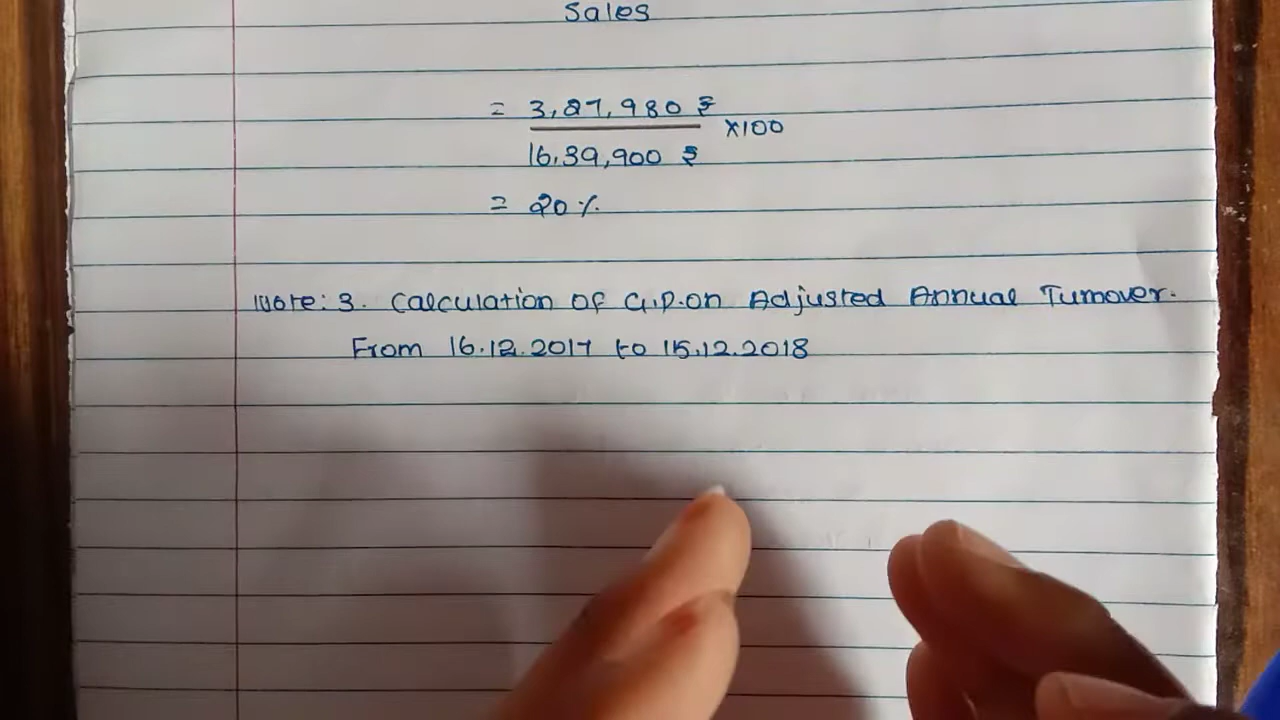 Sales
= 3,27,980 ₹
×100
16,39,900 ₹
= 20 %
Note: 3. Calculation of G.P. on Adjusted Annual Turnover.
From 16.12.2017 to 15.12.2018